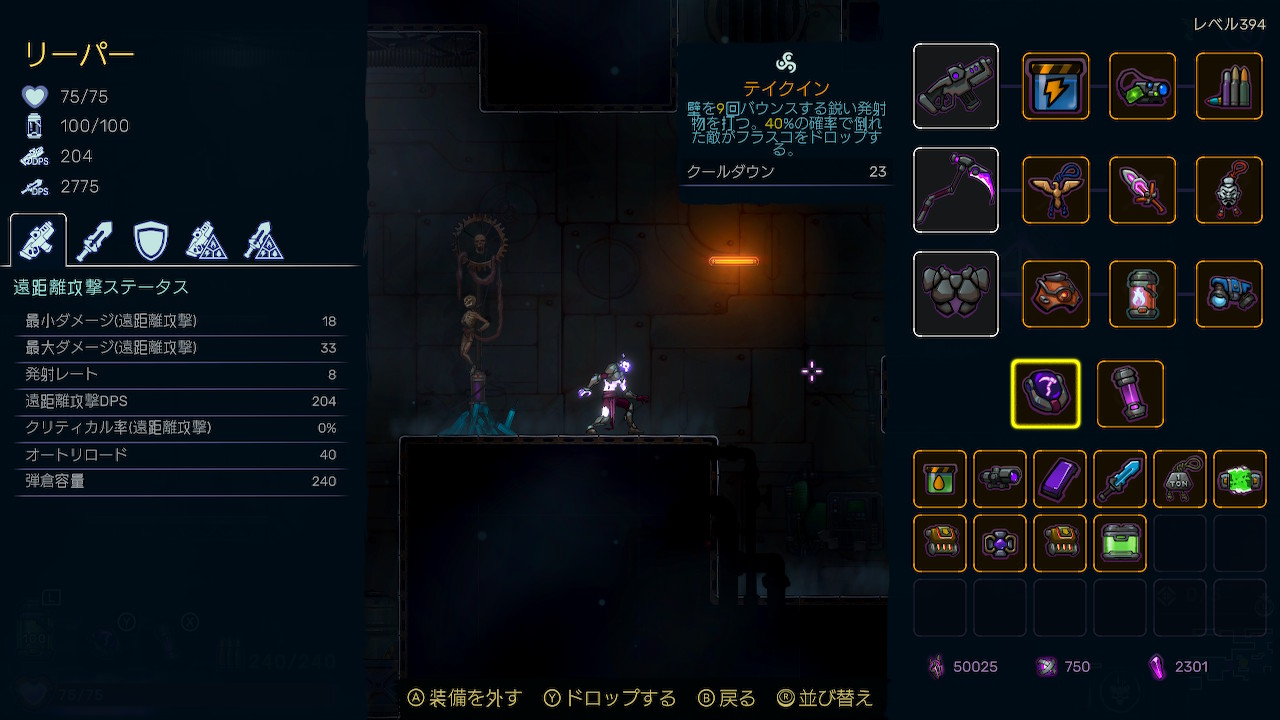 リーパー
75/75
100/100
DPS 204
DPS 2775
遠距離攻撃ステータス
最小ダメージ(遠距離攻撃) 18
最大ダメージ(遠距離攻撃) 33
発射レート 8
遠距離攻撃DPS 204
クリティカル率(遠距離攻撃) 0%
オートリロード 40
弾倉容量 240
240/240
75/75
テイクイン
壁を9回バウンスする鋭い発射
物を打つ。40%の確率で倒れ
た敵がフラスコをドロップす
る。
クールダウン 23
レベル394
TON
50025 750 2301
Ⓐ装備を外す Ⓨドロップする Ⓑ戻る Ⓡ並び替え